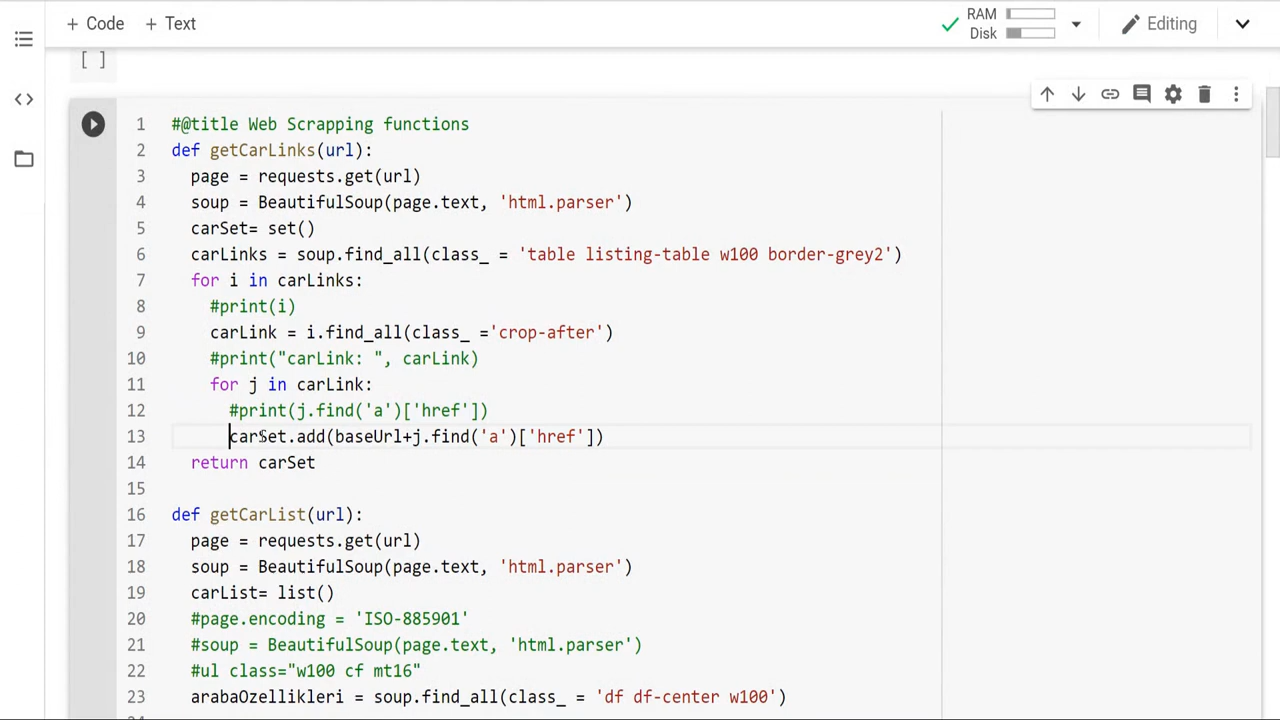 + Code + Text
RAM
Disk
Editing
[ ]
1 #@title Web Scrapping functions
2 def getCarLinks(url):
3 page = requests.get(url)
4 soup = BeautifulSoup(page.text, 'html.parser')
5 carSet= set()
6 carLinks = soup.find_all(class_ = 'table listing-table w100 border-grey2')
7 for i in carLinks:
8 #print(i)
9 carLink = i.find_all(class_ ='crop-after')
10 #print("carLink: ", carLink)
11 for j in carLink:
12 #print(j.find('a')['href'])
13 carSet.add(baseUrl+j.find('a')['href'])
14 return carSet
15
16 def getCarList(url):
17 page = requests.get(url)
18 soup = BeautifulSoup(page.text, 'html.parser')
19 carList= list()
20 #page.encoding = 'ISO-885901'
21 #soup = BeautifulSoup(page.text, 'html.parser')
22 #ul class="w100 cf mt16"
23 arabaOzellikleri = soup.find_all(class_ = 'df df-center w100')